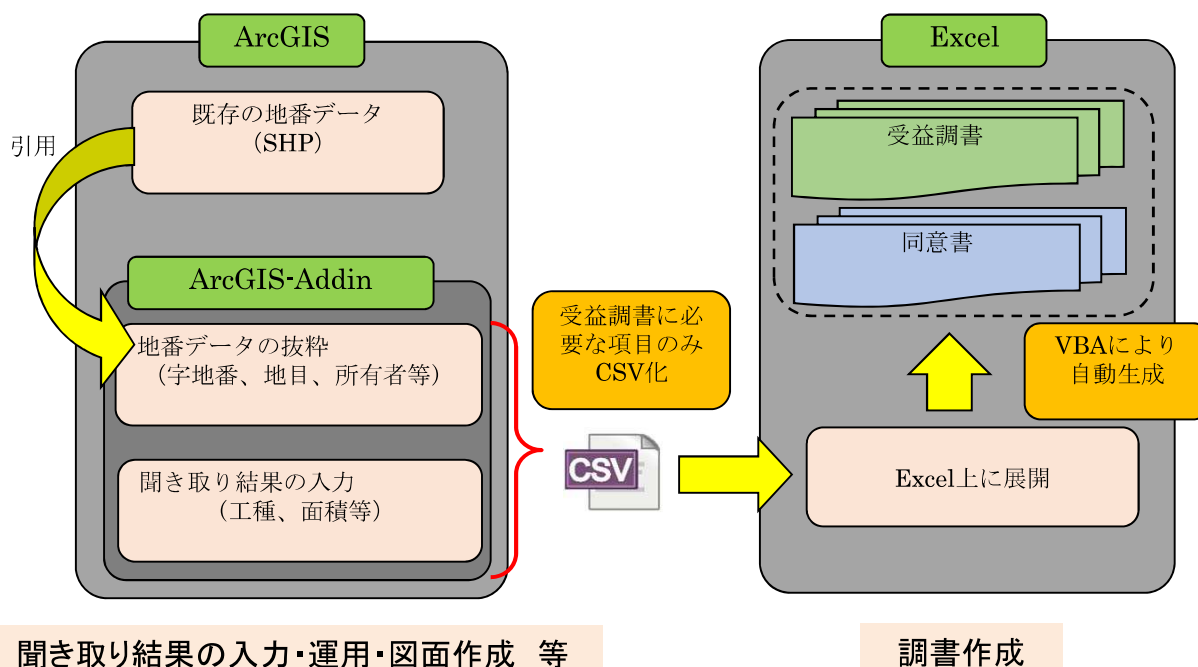 ArcGIS
既存の地番データ
（SHP）
引用
ArcGIS-Addin
地番データの抜粋
（字地番、地目、所有者等）
聞き取り結果の入力
（工種、面積等）
受益調書に必
要な項目のみ
CSV化
CSV
Excel
受益調書
同意書
VBAにより
自動生成
Excel上に展開
聞き取り結果の入力・運用・図面作成　等
調書作成